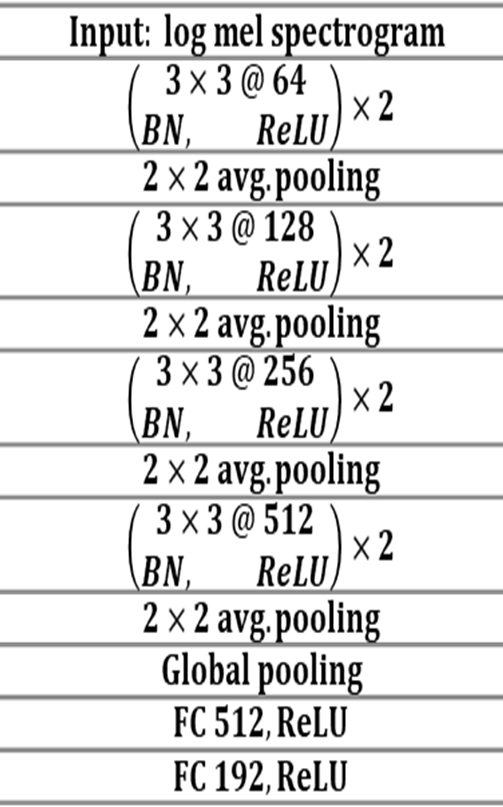 Input: log mel spectrogram
( 3 × 3 @ 64
BN, ReLU ) × 2
2 × 2 avg. pooling
( 3 × 3 @ 128
BN, ReLU ) × 2
2 × 2 avg. pooling
( 3 × 3 @ 256
BN, ReLU ) × 2
2 × 2 avg. pooling
( 3 × 3 @ 512
BN, ReLU ) × 2
2 × 2 avg. pooling
Global pooling
FC 512, ReLU
FC 192, ReLU